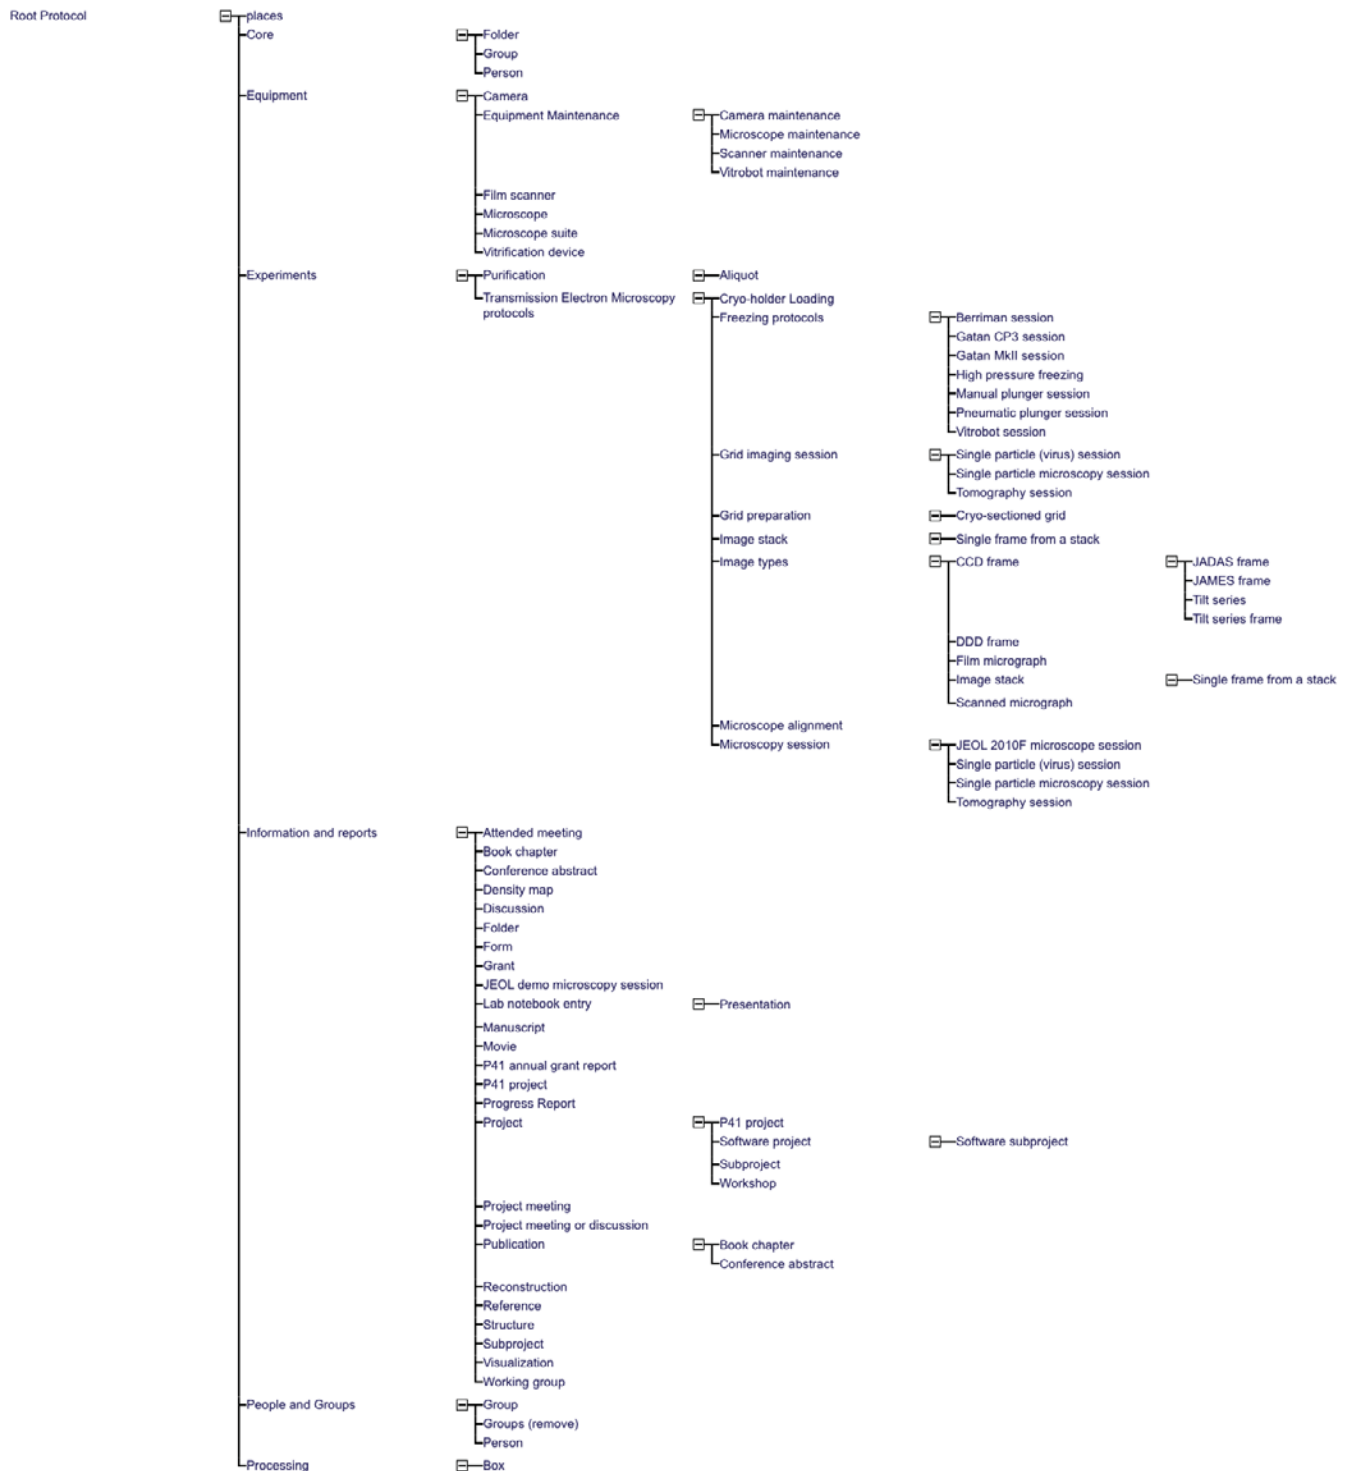 Root Protocol
places
Core
Folder
Group
Person
Equipment
Camera
Equipment Maintenance
Camera maintenance
Microscope maintenance
Scanner maintenance
Vitrobot maintenance
Film scanner
Microscope
Microscope suite
Vitrification device
Experiments
Purification
Aliquot
Transmission Electron Microscopy
protocols
Cryo-holder Loading
Freezing protocols
Berriman session
Gatan CP3 session
Gatan MkII session
High pressure freezing
Manual plunger session
Pneumatic plunger session
Vitrobot session
Grid imaging session
Single particle (virus) session
Single particle microscopy session
Tomography session
Grid preparation
Cryo-sectioned grid
Image stack
Single frame from a stack
Image types
CCD frame
JADAS frame
JAMES frame
Tilt series
Tilt series frame
DDD frame
Film micrograph
Image stack
Single frame from a stack
Scanned micrograph
Microscope alignment
Microscopy session
JEOL 2010F microscope session
Single particle (virus) session
Single particle microscopy session
Tomography session
Information and reports
Attended meeting
Book chapter
Conference abstract
Density map
Discussion
Folder
Form
Grant
JEOL demo microscopy session
Lab notebook entry
Presentation
Manuscript
Movie
P41 annual grant report
P41 project
Progress Report
Project
P41 project
Software project
Software subproject
Subproject
Workshop
Project meeting
Project meeting or discussion
Publication
Book chapter
Conference abstract
Reconstruction
Reference
Structure
Subproject
Visualization
Working group
People and Groups
Group
Groups (remove)
Person
Processing
Box